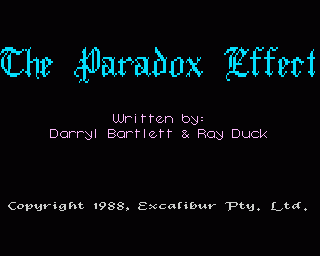 The Paradox Effect
Written by:
Darryl Bartlett & Ray Duck
Copyright 1988, Excalibur Pty. Ltd.